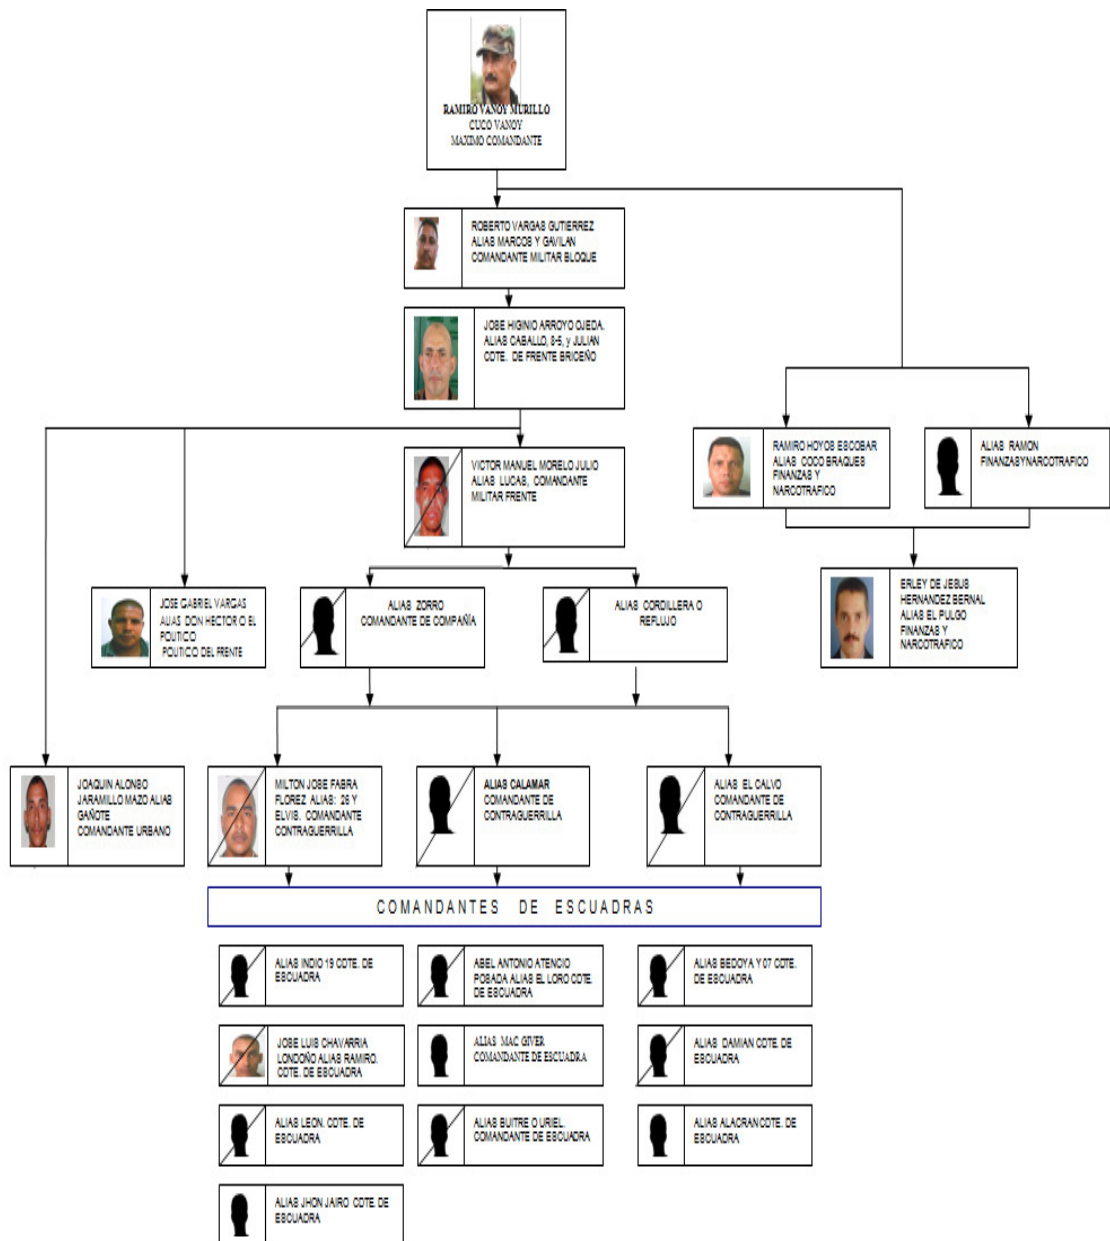 RAMIRO VANOY MURILLO
CUCO VANOY
MAXIMO COMANDANTE
ROBERTO VARGAS GUTIERREZ
ALIAS MARCOS Y GAVILAN
COMANDANTE MILITAR BLOQUE
JOSE HIGINIO ARROYO OJEDA.
ALIAS CABALLO, 8-5, y JULIAN
CDTE. DE FRENTE BRICEÑO
RAMIRO HOYOS ESCOBAR
ALIAS COCO BRAQUES
FINANZAS Y
NARCOTRAFICO
ALIAS RAMON
FINANZASYNARCOTRAFICO
VICTOR MANUEL MORELO JULIO
ALIAS LUCAS, COMANDANTE
MILITAR FRENTE
JOSE GABRIEL VARGAS
ALIAS DON HECTOR O EL
POLITICO
POLITICO DEL FRENTE
ALIAS ZORRO
COMANDANTE DE COMPAÑÍA
ALIAS CORDILLERA O
REFLUJO
ERLEY DE JESUS
HERNANDEZ BERNAL
ALIAS EL PULGO
FINANZAS Y
NARCOTRAFICO
JOAQUIN ALONSO
JARAMILLO MAZO ALIAS
GAÑOTE
COMANDANTE URBANO
MILTON JOSE FABRA
FLOREZ ALIAS: 26 Y
ELVIS. COMANDANTE
CONTRAGUERRILLA
ALIAS CALAMAR
COMANDANTE DE
CONTRAGUERRILLA
ALIAS EL CALVO
COMANDANTE DE
CONTRAGUERRILLA
COMANDANTES DE ESCUADRAS
ALIAS INDIO 19 CDTE. DE
ESCUADRA
ABEL ANTONIO ATENCIO
POSADA ALIAS EL LORO CDTE.
DE ESCUADRA
ALIAS BEDOYA Y 07 CDTE.
DE ESCUADRA
JOSE LUIS CHAVARRIA
LONDOÑO ALIAS RAMIRO.
CDTE. DE ESCUADRA
ALIAS MAC GIVER
COMANDANTE DE ESCUADRA
ALIAS DAMIAN CDTE. DE
ESCUADRA
ALIAS LEON. CDTE. DE
ESCUADRA
ALIAS BUITRE O URIEL.
COMANDANTE DE ESCUADRA
ALIAS ALACRAN CDTE. DE
ESCUADRA
ALIAS JHON JAIRO CDTE. DE
ESCUADRA